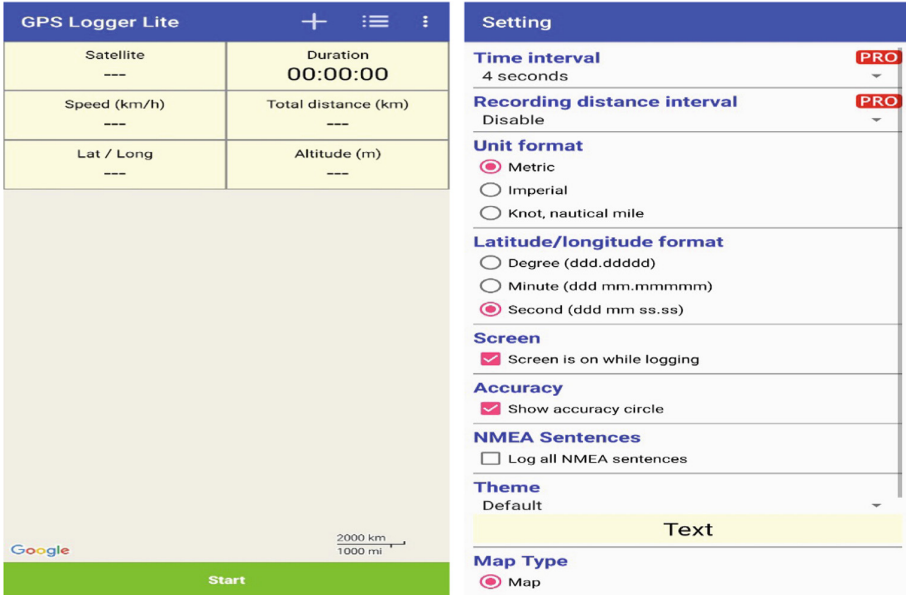 GPS Logger Lite
Satellite
---
Duration
00:00:00
Speed (km/h)
---
Total distance (km)
---
Lat / Long
---
Altitude (m)
---
Google
2000 km
1000 mi
Start
Setting
Time interval PRO
4 seconds
Recording distance interval PRO
Disable
Unit format
Metric
Imperial
Knot, nautical mile
Latitude/longitude format
Degree (ddd.ddddd)
Minute (ddd mm.mmmmm)
Second (ddd mm ss.ss)
Screen
Screen is on while logging
Accuracy
Show accuracy circle
NMEA Sentences
Log all NMEA sentences
Theme
Default
Text
Map Type
Map